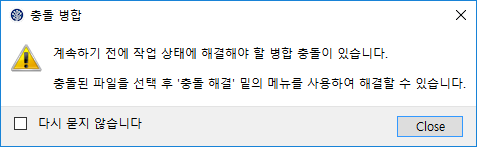 충돌 병합
계속하기 전에 작업 상태에 해결해야 할 병합 충돌이 있습니다.
충돌된 파일을 선택 후 '충돌 해결' 밑의 메뉴를 사용하여 해결할 수 있습니다.
다시 묻지 않습니다
Close